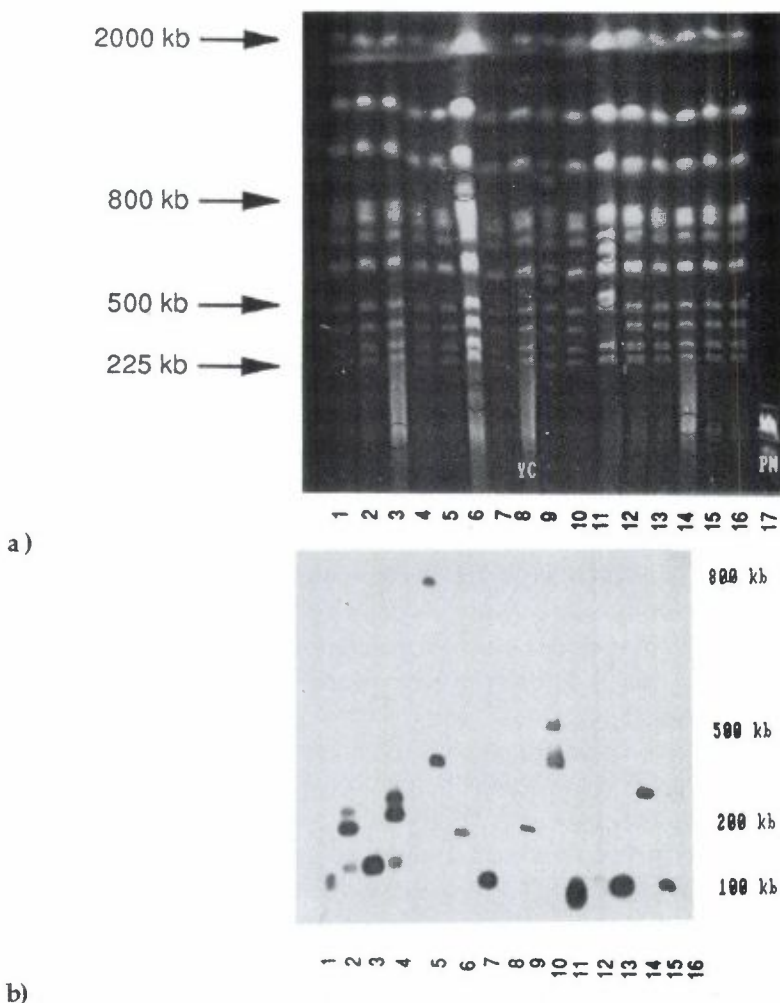 2000 kb
800 kb
500 kb
225 kb
YC
PM
1 2 3 4 5 6 7 8 9 10 11 12 13 14 15 16 17
a)
800 kb
500 kb
200 kb
100 kb
1 2 3 4 5 6 7 8 9 10 11 12 13 14 15 16
b)